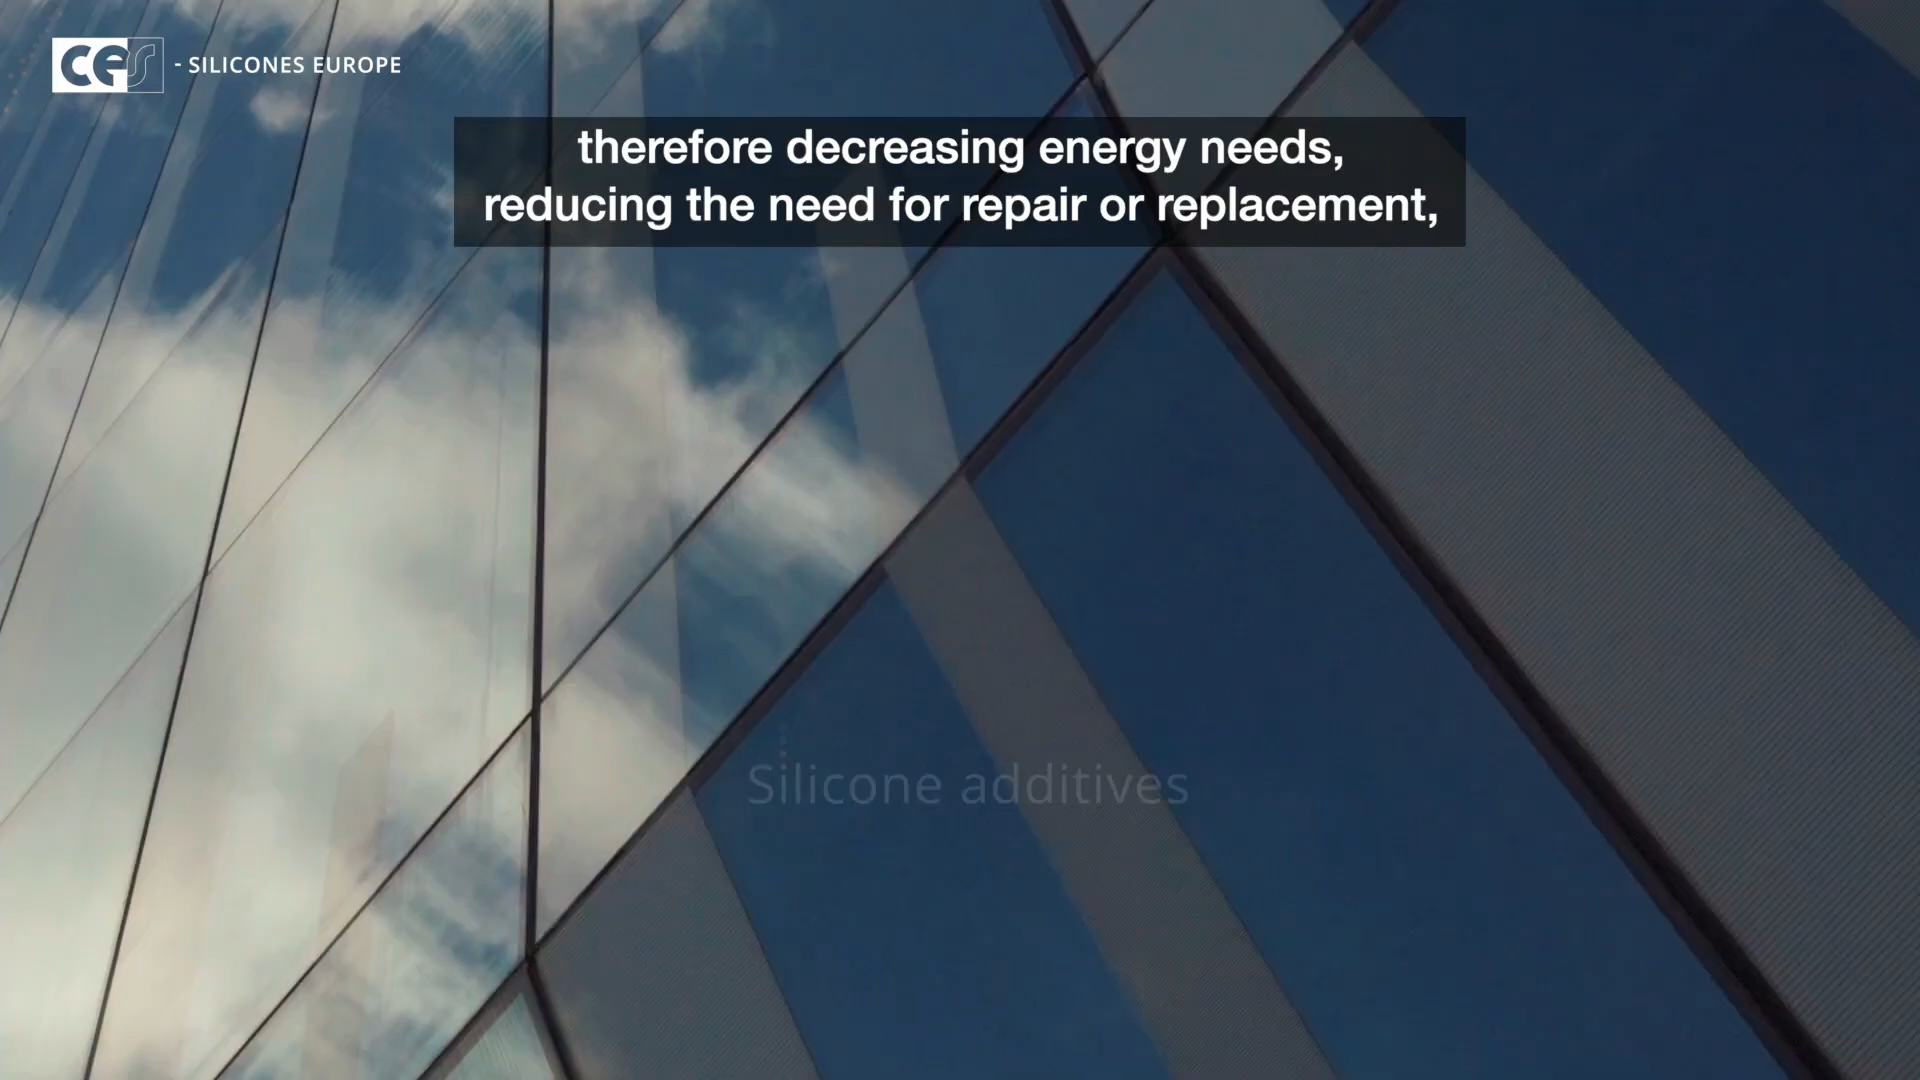 CES - SILICONES EUROPE
therefore decreasing energy needs,
reducing the need for repair or replacement,
Silicone additives